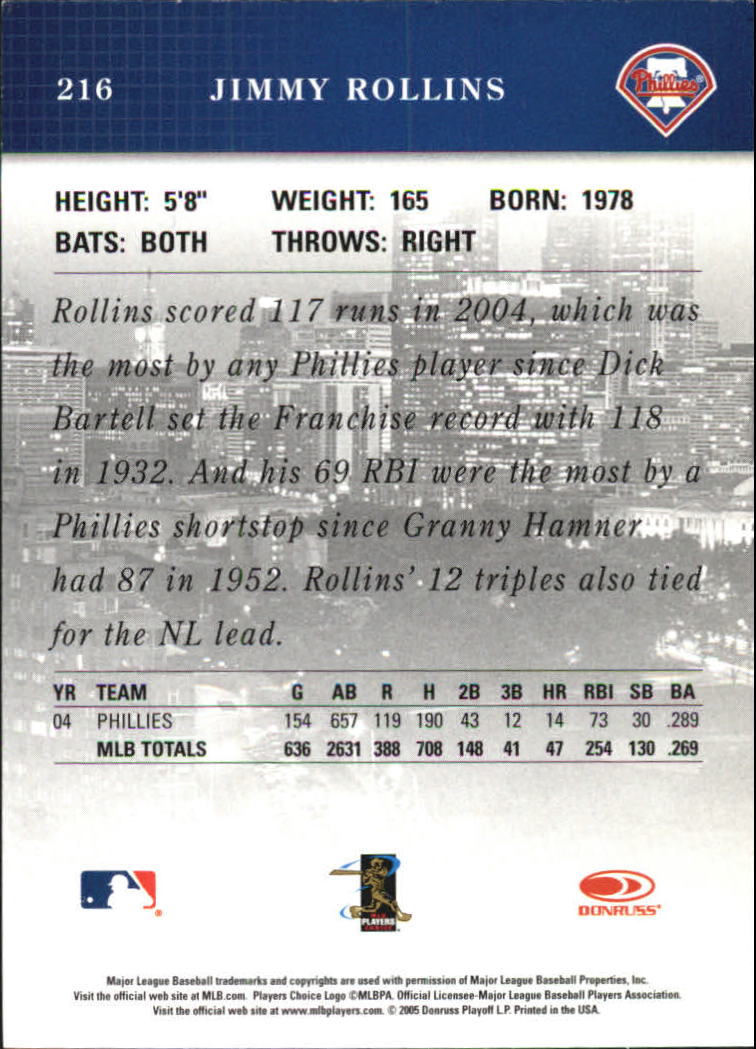 216 JIMMY ROLLINS
Phillies®
HEIGHT: 5'8" WEIGHT: 165 BORN: 1978
BATS: BOTH THROWS: RIGHT
Rollins scored 117 runs in 2004, which was
the most by any Phillies player since Dick
Bartell set the Franchise record with 118
in 1932. And his 69 RBI were the most by a
Phillies shortstop since Granny Hamner
had 87 in 1952. Rollins' 12 triples also tied
for the NL lead.
YR TEAM G AB R H 2B 3B HR RBI SB BA
04 PHILLIES 154 657 119 190 43 12 14 73 30 .289
MLB TOTALS 636 2631 388 708 148 41 47 254 130 .269
MLB
PLAYERS
CHOICE
DONRUSS®
Major League Baseball trademarks and copyrights are used with permission of Major League Baseball Properties, Inc.
Visit the official web site at MLB.com. Players Choice Logo ©MLBPA. Official Licensee-Major League Baseball Players Association.
Visit the official web site at www.mlbplayers.com. © 2005 Donruss Playoff L.P. Printed in the USA.